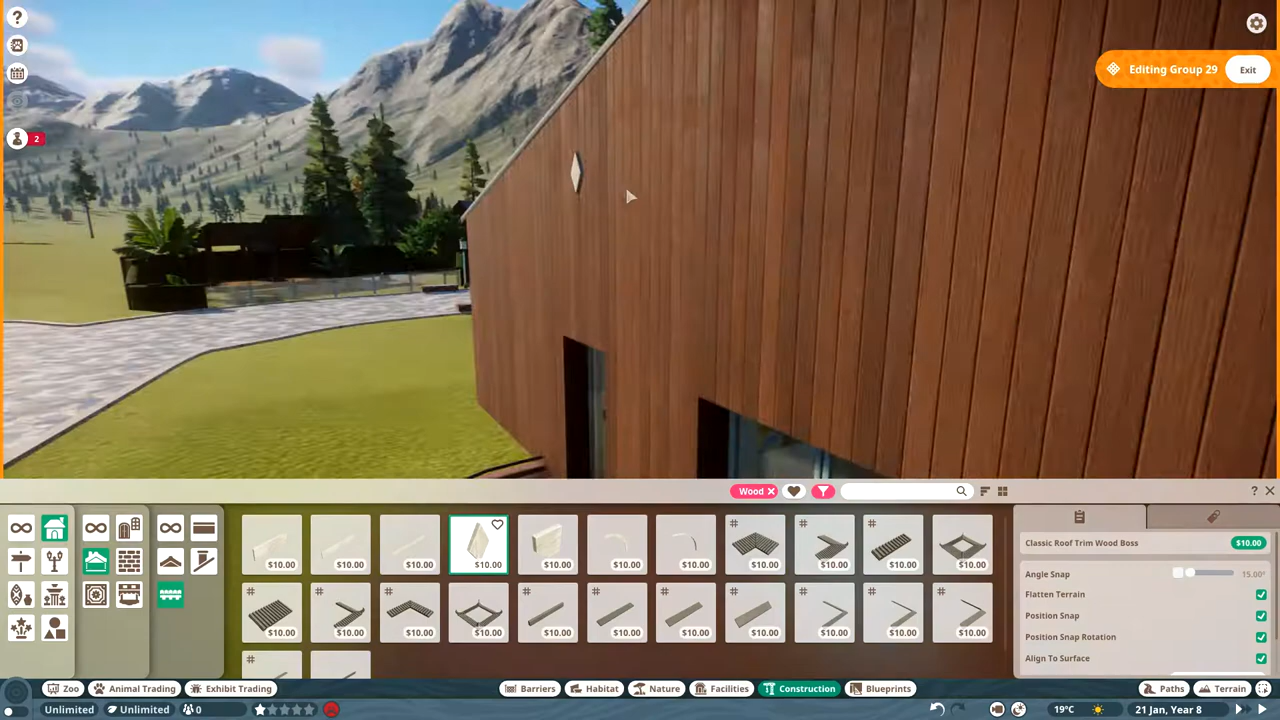 ?
Editing Group 29 Exit
2
Wood ×
? ×
$10.00 $10.00 $10.00 $10.00 $10.00 $10.00 $10.00 $10.00 $10.00 $10.00 $10.00
$10.00 $10.00 $10.00 $10.00 $10.00 $10.00 $10.00 $10.00 $10.00 $10.00 $10.00
Classic Roof Trim Wood Boss $10.00
Angle Snap 15.00°
Flatten Terrain
Position Snap
Position Snap Rotation
Align To Surface
Zoo Animal Trading Exhibit Trading Barriers Habitat Nature Facilities Construction Blueprints Paths Terrain
Unlimited Unlimited 0 19°C 21 Jan, Year 8